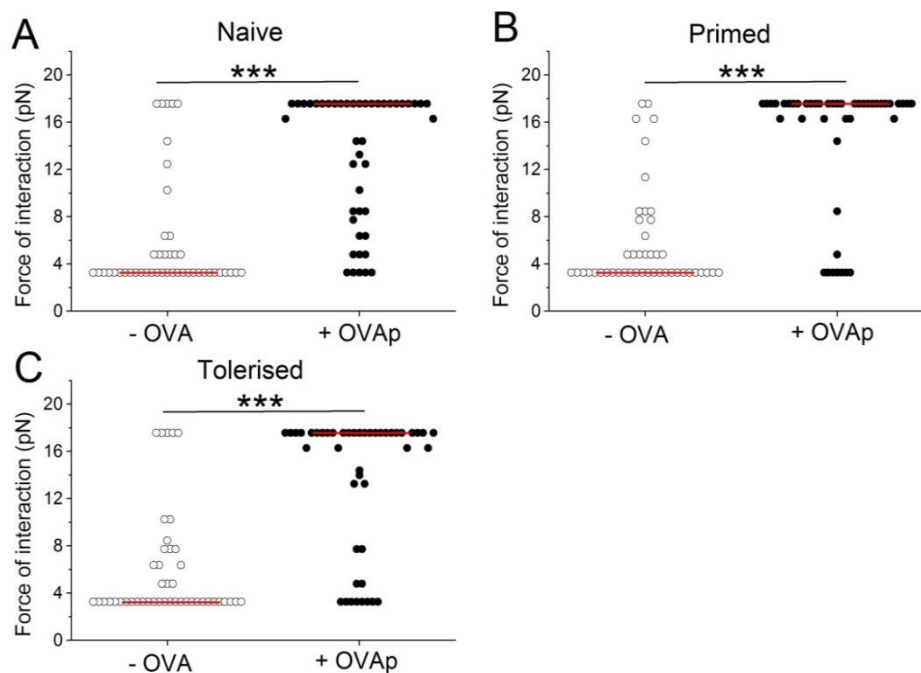 A
Naive
***
20
16
12
8
4
0
Force of interaction (pN)
- OVA
+ OVAp
B
Primed
***
20
16
12
8
4
0
Force of interaction (pN)
- OVA
+ OVAp
C
Tolerised
***
20
16
12
8
4
0
Force of interaction (pN)
- OVA
+ OVAp